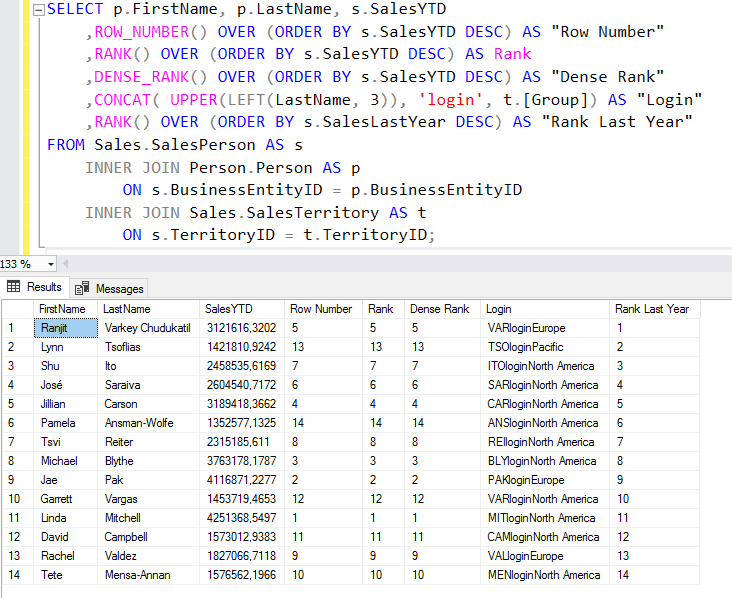 SELECT p.FirstName, p.LastName, s.SalesYTD
,ROW_NUMBER() OVER (ORDER BY s.SalesYTD DESC) AS "Row Number"
,RANK() OVER (ORDER BY s.SalesYTD DESC) AS Rank
,DENSE_RANK() OVER (ORDER BY s.SalesYTD DESC) AS "Dense Rank"
,CONCAT( UPPER(LEFT(LastName, 3)), 'login', t.[Group]) AS "Login"
,RANK() OVER (ORDER BY s.SalesLastYear DESC) AS "Rank Last Year"
FROM Sales.SalesPerson AS s
INNER JOIN Person.Person AS p
ON s.BusinessEntityID = p.BusinessEntityID
INNER JOIN Sales.SalesTerritory AS t
ON s.TerritoryID = t.TerritoryID;
133 %
Results Messages
FirstName LastName SalesYTD Row Number Rank Dense Rank Login Rank Last Year
1 Ranjit Varkey Chudukatil 3121616,3202 5 5 5 VARloginEurope 1
2 Lynn Tsoflias 1421810,9242 13 13 13 TSOloginPacific 2
3 Shu Ito 2458535,6169 7 7 7 ITOloginNorth America 3
4 José Saraiva 2604540,7172 6 6 6 SARloginNorth America 4
5 Jillian Carson 3189418,3662 4 4 4 CARloginNorth America 5
6 Pamela Ansman-Wolfe 1352577,1325 14 14 14 ANSloginNorth America 6
7 Tsvi Reiter 2315185,611 8 8 8 REIloginNorth America 7
8 Michael Blythe 3763178,1787 3 3 3 BLYloginNorth America 8
9 Jae Pak 4116871,2277 2 2 2 PAKloginEurope 9
10 Garrett Vargas 1453719,4653 12 12 12 VARloginNorth America 10
11 Linda Mitchell 4251368,5497 1 1 1 MITloginNorth America 11
12 David Campbell 1573012,9383 11 11 11 CAMloginNorth America 12
13 Rachel Valdez 1827066,7118 9 9 9 VALloginEurope 13
14 Tete Mensa-Annan 1576562,1966 10 10 10 MENloginNorth America 14